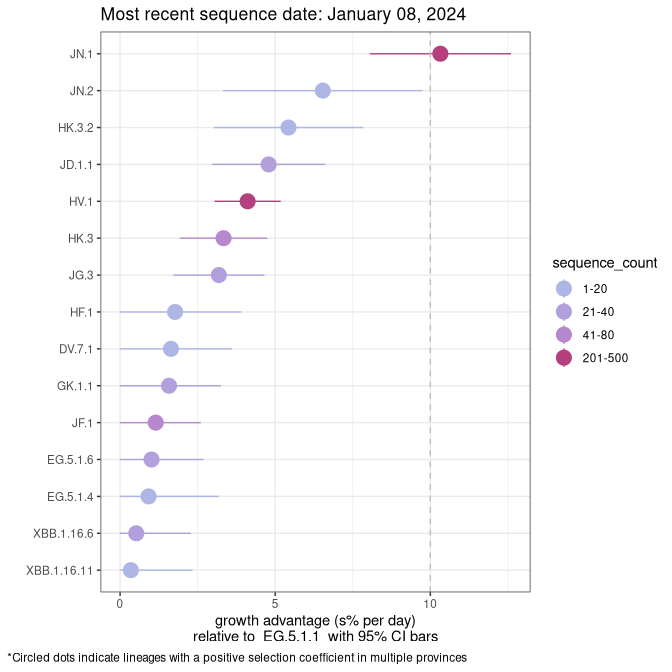 Most recent sequence date: January 08, 2024
JN.1
JN.2
HK.3.2
JD.1.1
HV.1
HK.3
JG.3
HF.1
DV.7.1
GK.1.1
JF.1
EG.5.1.6
EG.5.1.4
XBB.1.16.6
XBB.1.16.11
0 5 10
growth advantage (s% per day)
relative to EG.5.1.1 with 95% CI bars
sequence_count
1-20
21-40
41-80
201-500
*Circled dots indicate lineages with a positive selection coefficient in multiple provinces